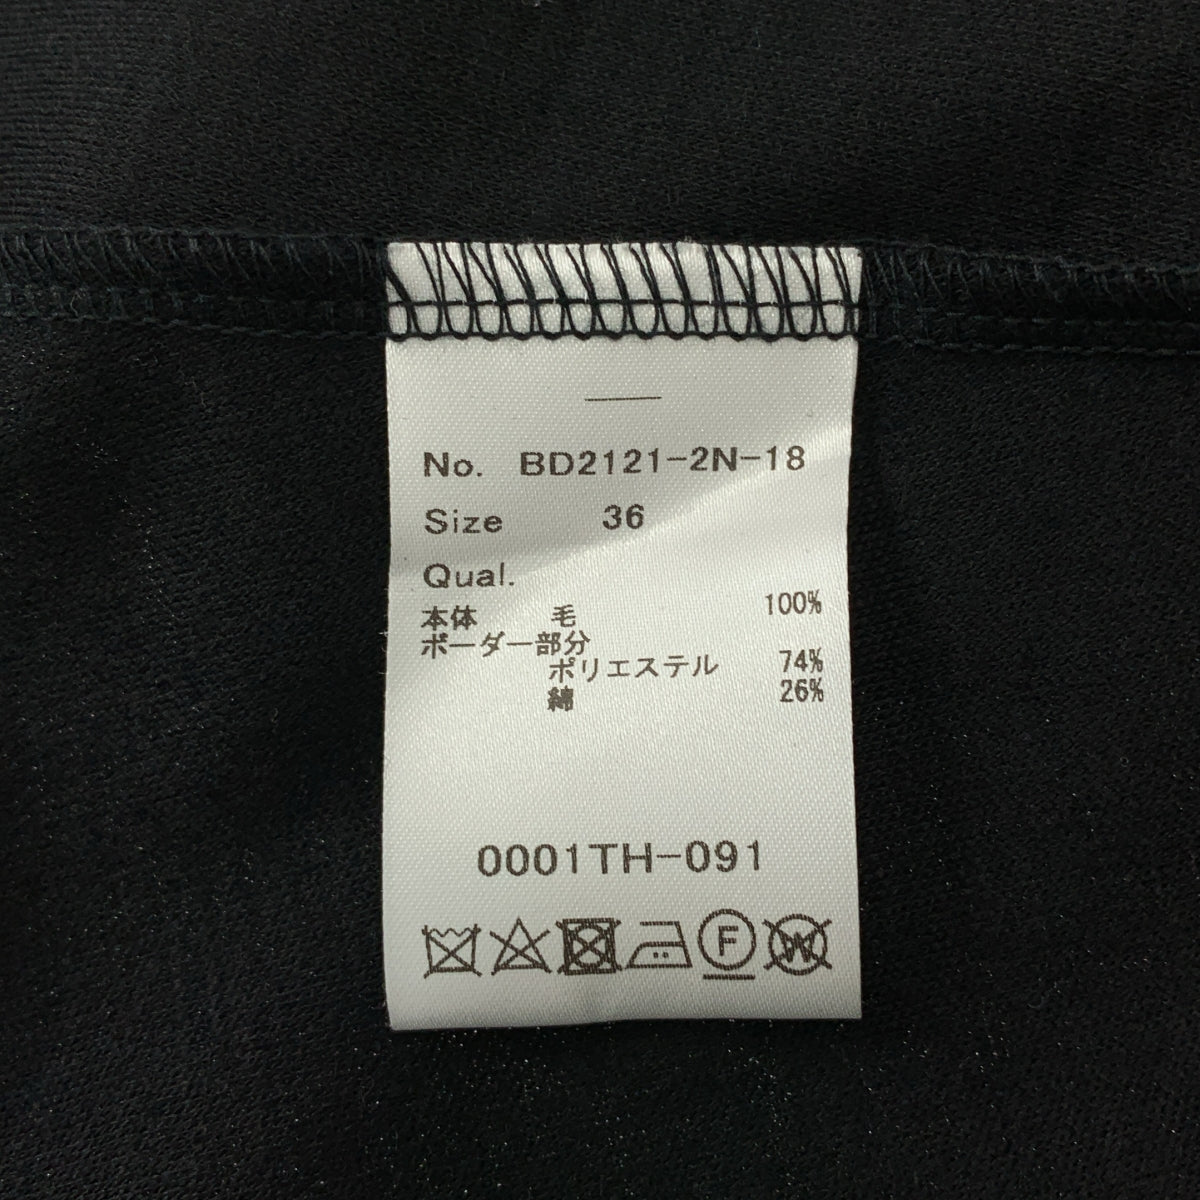 No. BD2121-2N-18
Size 36
Qual.
本体 毛 100%
ボーダー部分
ポリエステル 74%
綿 26%
0001TH-091
F
W